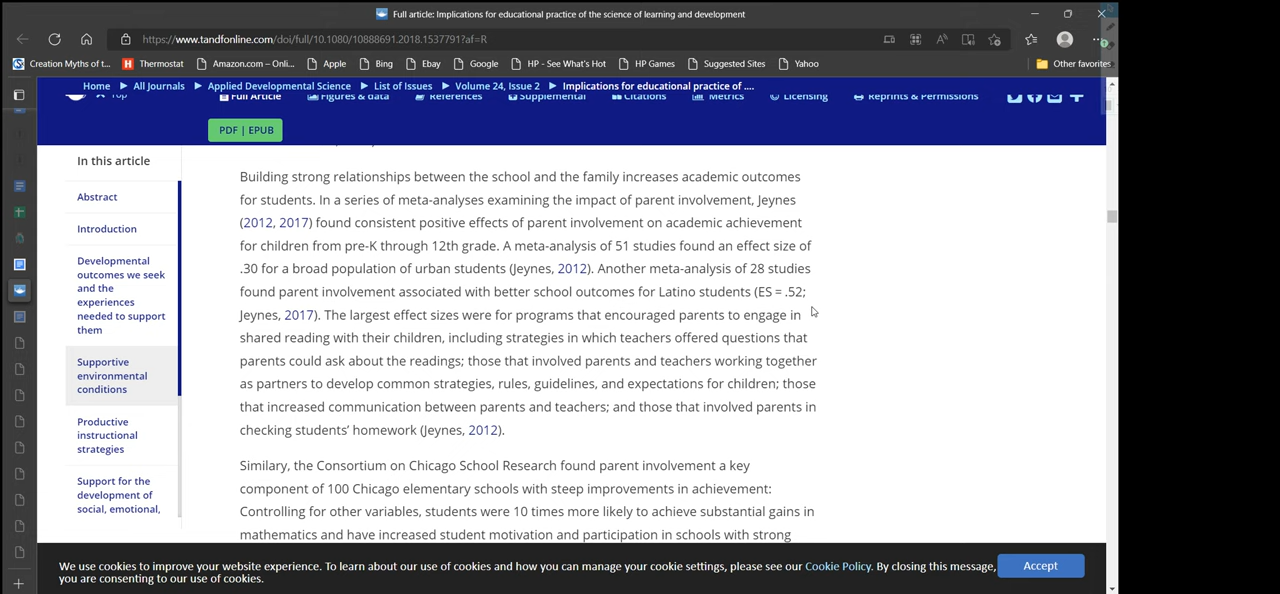 Full article: Implications for educational practice of the science of learning and development
https://www.tandfonline.com/doi/full/10.1080/10888691.2018.1537791?af=R
Creation Myths of t... Thermostat Amazon.com – Onli... Apple Bing Ebay Google HP - See What's Hot HP Games Suggested Sites Yahoo Other favorites
Home All Journals Applied Developmental Science List of Issues Volume 24, Issue 2 Implications for educational practice of ....
Top Full Article Figures & data References Supplemental Citations Metrics Licensing Reprints & Permissions
PDF | EPUB
In this article
Abstract
Introduction
Developmental
outcomes we seek
and the
experiences
needed to support
them
Supportive
environmental
conditions
Productive
instructional
strategies
Support for the
development of
social, emotional,
Building strong relationships between the school and the family increases academic outcomes
for students. In a series of meta-analyses examining the impact of parent involvement, Jeynes
(2012, 2017) found consistent positive effects of parent involvement on academic achievement
for children from pre-K through 12th grade. A meta-analysis of 51 studies found an effect size of
.30 for a broad population of urban students (Jeynes, 2012). Another meta-analysis of 28 studies
found parent involvement associated with better school outcomes for Latino students (ES = .52;
Jeynes, 2017). The largest effect sizes were for programs that encouraged parents to engage in
shared reading with their children, including strategies in which teachers offered questions that
parents could ask about the readings; those that involved parents and teachers working together
as partners to develop common strategies, rules, guidelines, and expectations for children; those
that increased communication between parents and teachers; and those that involved parents in
checking students' homework (Jeynes, 2012).
Similary, the Consortium on Chicago School Research found parent involvement a key
component of 100 Chicago elementary schools with steep improvements in achievement:
Controlling for other variables, students were 10 times more likely to achieve substantial gains in
mathematics and have increased student motivation and participation in schools with strong
We use cookies to improve your website experience. To learn about our use of cookies and how you can manage your cookie settings, please see our Cookie Policy. By closing this message,
you are consenting to our use of cookies.
Accept